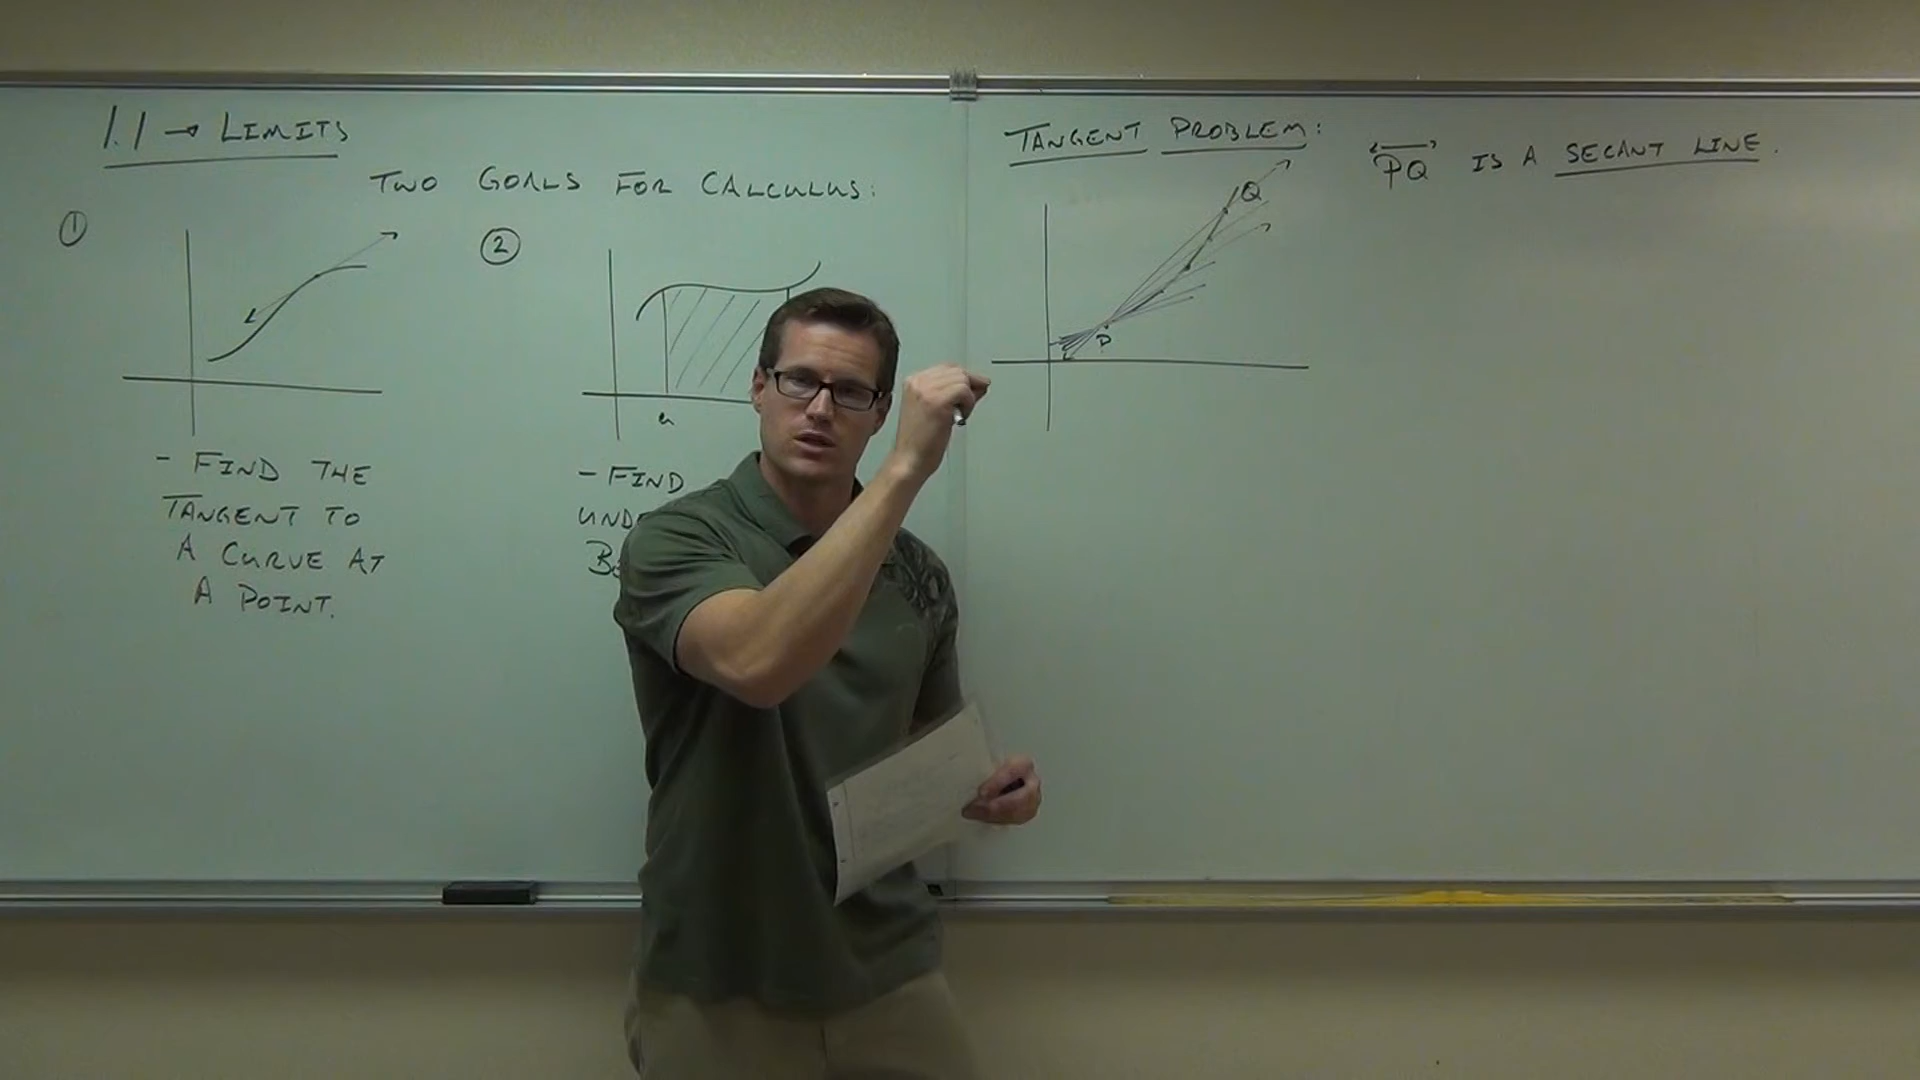 1.1 → LIMITS
TWO GOALS FOR CALCULUS:
①
②
a
- FIND THE
TANGENT TO
A CURVE AT
A POINT.
- FIND
TANGENT PROBLEM:
Q
P
PQ IS A SECANT LINE.